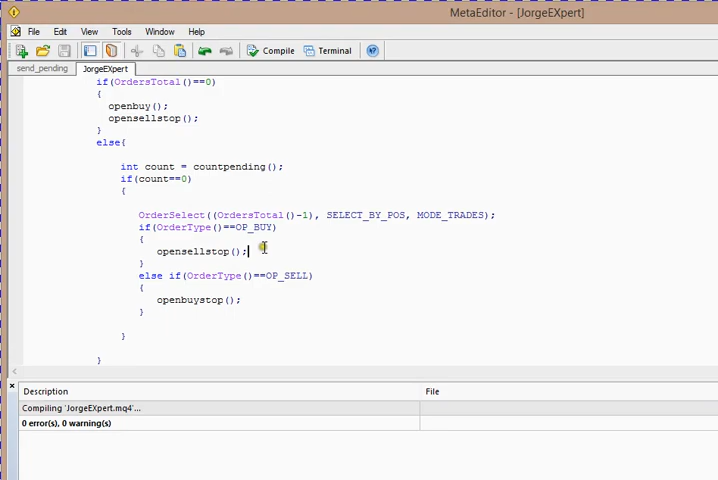 MetaEditor - [JorgeEXpert]
File Edit View Tools Window Help
Compile Terminal
send_pending JorgeEXpert
if(OrdersTotal()==0)
{
openbuy();
opensellstop();
}
else{
int count = countpending();
if(count==0)
{
OrderSelect((OrdersTotal()-1), SELECT_BY_POS, MODE_TRADES);
if(OrderType()==OP_BUY)
{
opensellstop();
}
else if(OrderType()==OP_SELL)
{
openbuystop();
}
}
}
Description File
Compiling 'JorgeEXpert.mq4'...
0 error(s), 0 warning(s)